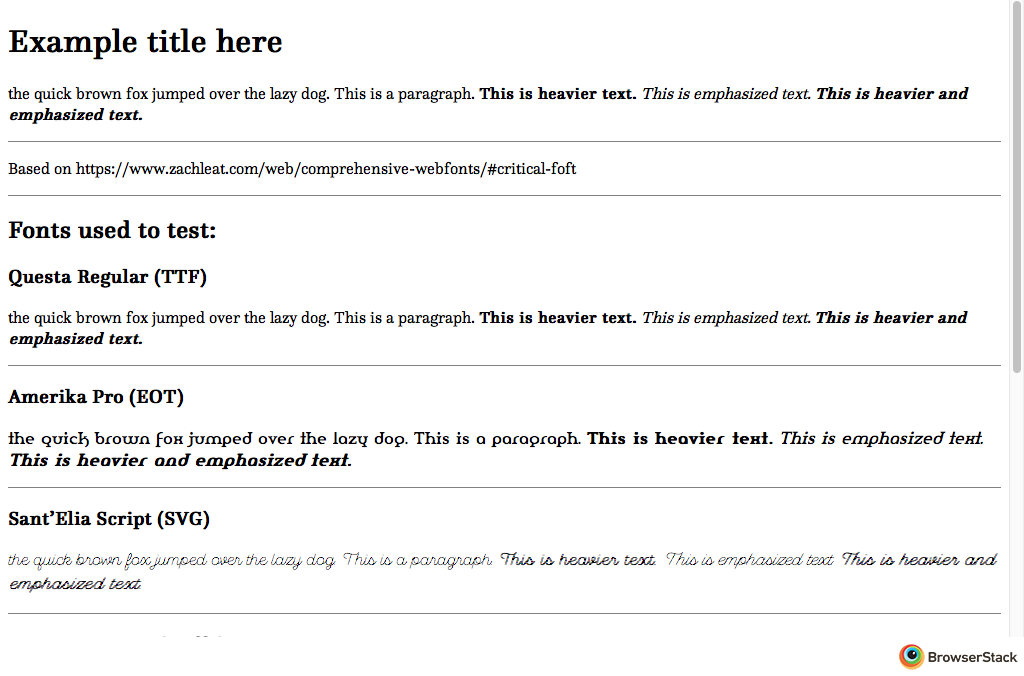 Example title here
the quick brown fox jumped over the lazy dog. This is a paragraph. This is heavier text. This is emphasized text. This is heavier and
emphasized text.
Based on https://www.zachleat.com/web/comprehensive-webfonts/#critical-foft
Fonts used to test:
Questa Regular (TTF)
the quick brown fox jumped over the lazy dog. This is a paragraph. This is heavier text. This is emphasized text. This is heavier and
emphasized text.
Amerika Pro (EOT)
the quick brown fox jumped over the lazy dog. This is a paragraph. This is heavier text. This is emphasized text.
This is heavier and emphasized text.
Sant’Elia Script (SVG)
the quick brown fox jumped over the lazy dog. This is a paragraph. This is heavier text. This is emphasized text. This is heavier and
emphasized text.
BrowserStack